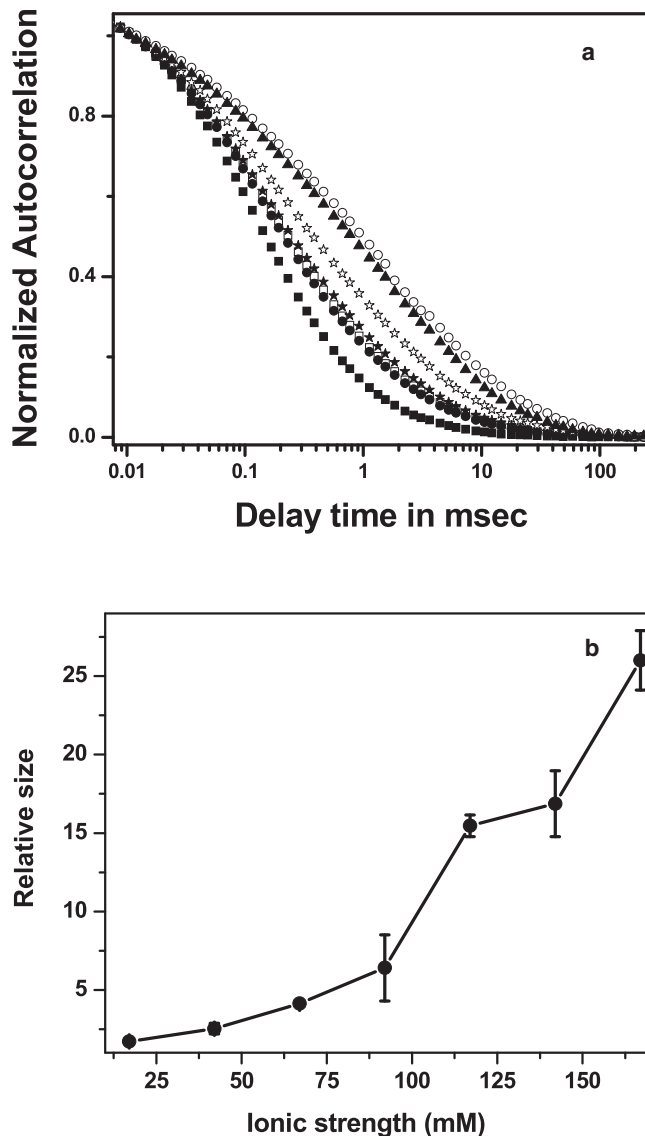 a
Normalized Autocorrelation
0.8
0.4
0.0
0.01 0.1 1 10 100
Delay time in msec
b
Relative size
25
20
15
10
5
25 50 75 100 125 150
Ionic strength (mM)